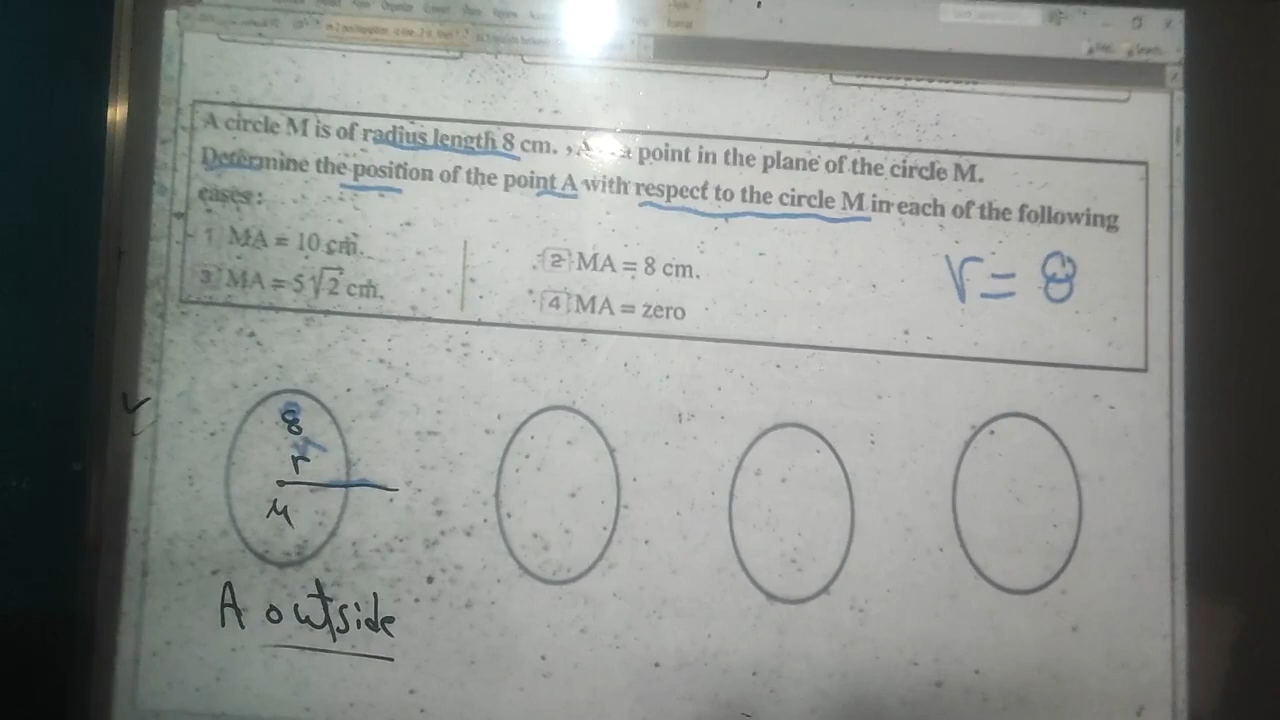 A circle M is of radius length 8 cm. , A point in the plane of the circle M.
Determine the position of the point A with respect to the circle M in each of the following
cases :
1 MA = 10 cm.
2 MA = 8 cm.
3 MA = 5√2 cm.
4 MA = zero
r = 8
8
r
M
A outside